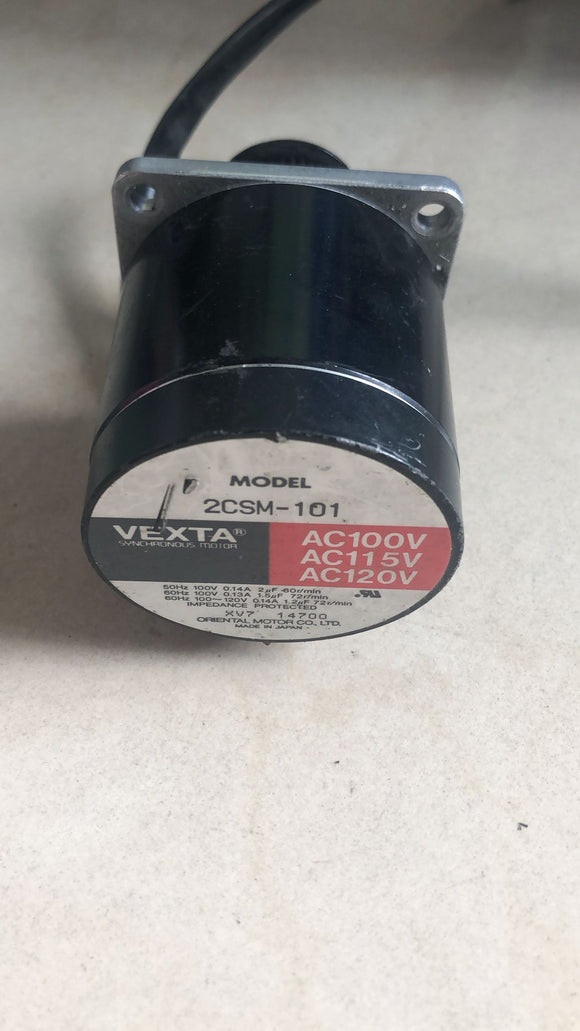 MODEL
2CSM-101
VEXTA®
SYNCHRONOUS MOTOR
AC100V
AC115V
AC120V
50Hz 100V 0.14A 2μF 60r/min
60Hz 100V 0.13A 1.5μF 72r/min
60Hz 100~120V 0.14A 1.2μF 72r/min
IMPEDANCE PROTECTED
XV7 14700
ORIENTAL MOTOR CO., LTD.
MADE IN JAPAN